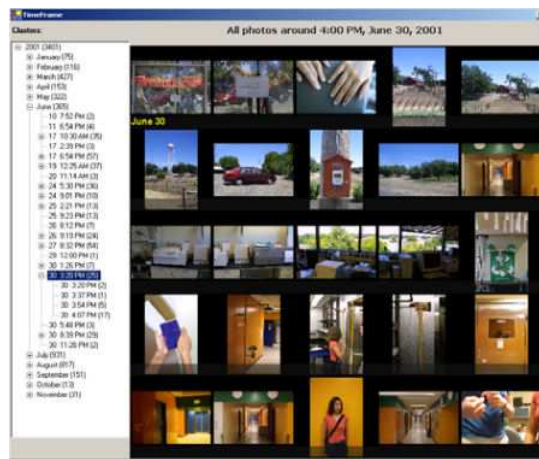 TimeFrame
Clusters:
All photos around 4:00 PM, June 30, 2001
2001 (3401)
January (75)
February (116)
March (427)
April (153)
May (322)
June (365)
10 7:52 PM (2)
11 6:54 PM (4)
17 10:30 AM (35)
17 2:39 PM (3)
17 6:54 PM (57)
19 12:25 AM (37)
20 11:14 AM (3)
24 5:30 PM (36)
24 9:01 PM (10)
25 2:21 PM (13)
25 9:23 PM (13)
26 8:12 PM (7)
26 9:19 PM (24)
27 8:32 PM (54)
29 12:00 PM (1)
30 1:26 PM (7)
30 3:20 PM (25)
30 3:20 PM (2)
30 3:37 PM (1)
30 3:54 PM (5)
30 4:07 PM (17)
30 5:48 PM (3)
30 8:39 PM (29)
30 11:28 PM (2)
July (931)
August (817)
September (151)
October (13)
November (31)
June 30